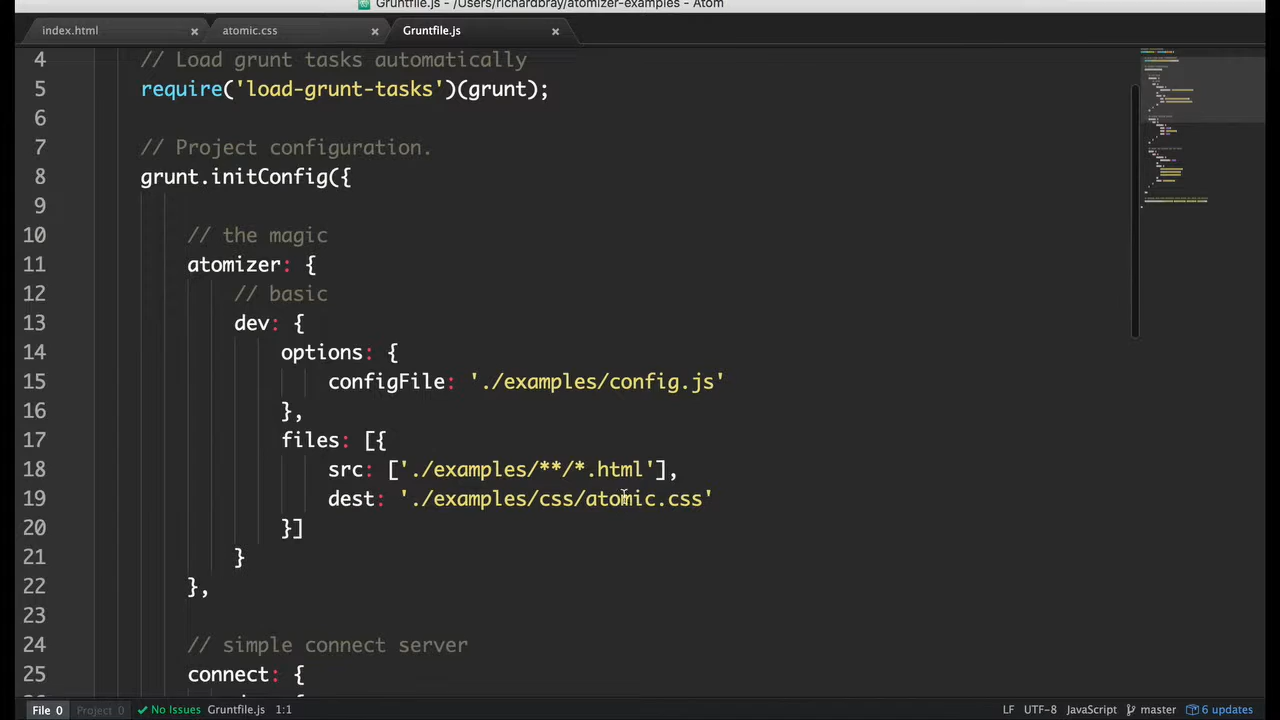 Gruntfile.js - /Users/richardbray/atomizer-examples - Atom
index.html × atomic.css × Gruntfile.js ×
4 // Load grunt tasks automatically
5 require('load-grunt-tasks')(grunt);
6
7 // Project configuration.
8 grunt.initConfig({
9
10 // the magic
11 atomizer: {
12 // basic
13 dev: {
14 options: {
15 configFile: './examples/config.js'
16 },
17 files: [{
18 src: ['./examples/**/*.html'],
19 dest: './examples/css/atomic.css'
20 }]
21 }
22 },
23
24 // simple connect server
25 connect: {
File 0 Project 0 No Issues Gruntfile.js 1:1 LF UTF-8 JavaScript master 6 updates